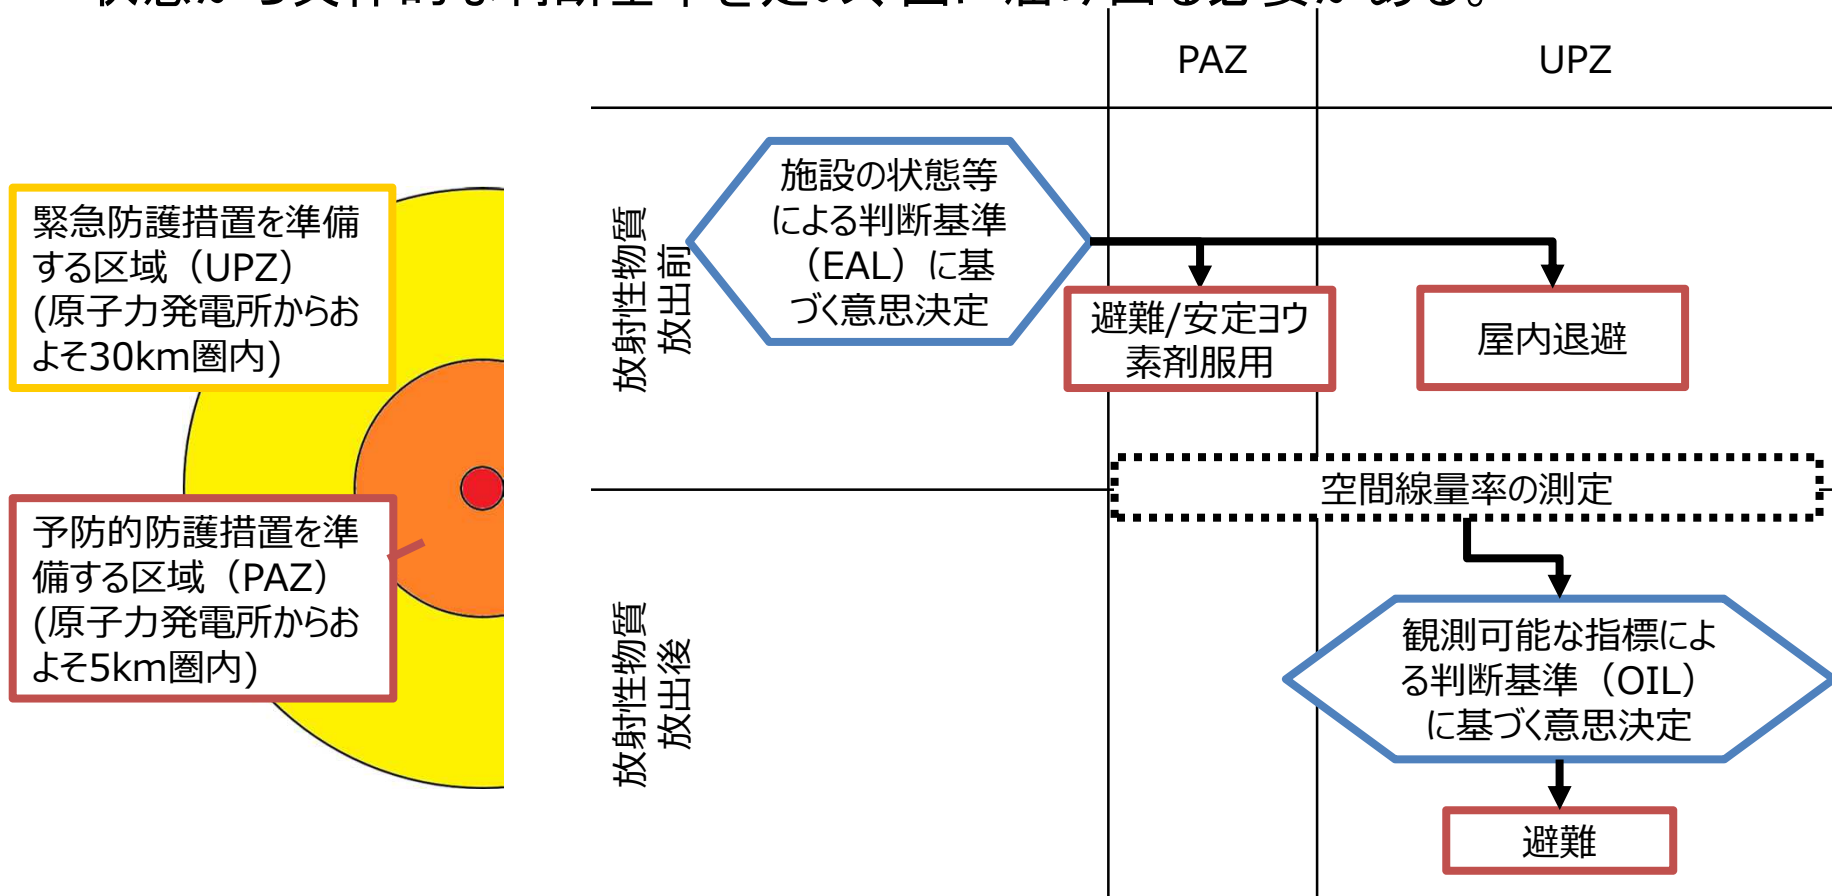 PAZ
UPZ
緊急防護措置を準備
する区域（UPZ）
(原子力発電所からお
よそ30km圏内)
予防的防護措置を準
備する区域（PAZ）
(原子力発電所からお
よそ5km圏内)
放射性物質
放出前
施設の状態等
による判断基準
（EAL）に基
づく意思決定
避難/安定ヨウ
素剤服用
屋内退避
空間線量率の測定
放射性物質
放出後
観測可能な指標によ
る判断基準（OIL）
に基づく意思決定
避難